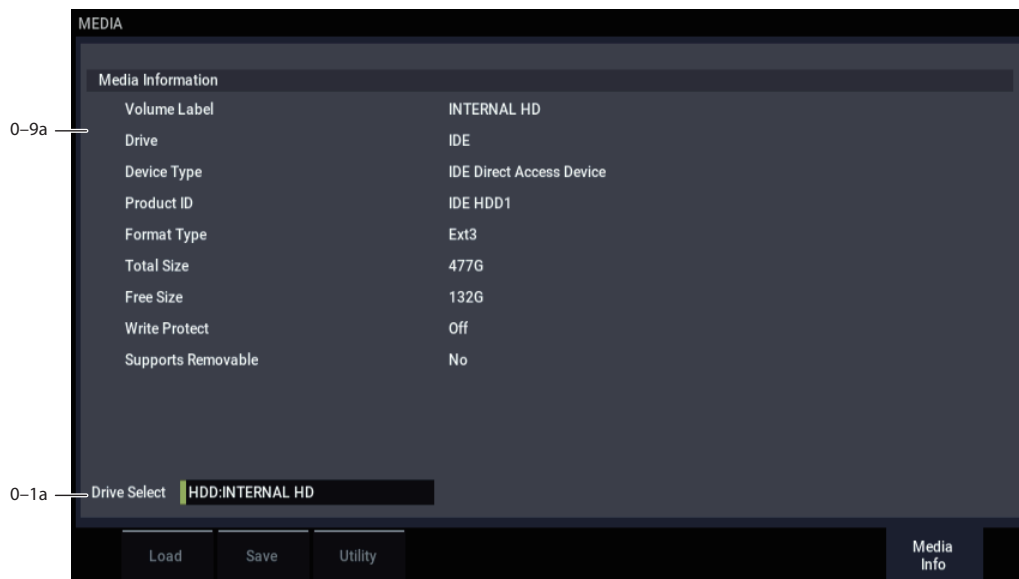 MEDIA
Media Information
Volume Label INTERNAL HD
0–9a
Drive IDE
Device Type IDE Direct Access Device
Product ID IDE HDD1
Format Type Ext3
Total Size 477G
Free Size 132G
Write Protect Off
Supports Removable No
0–1a Drive Select HDD:INTERNAL HD
Load Save Utility Media Info